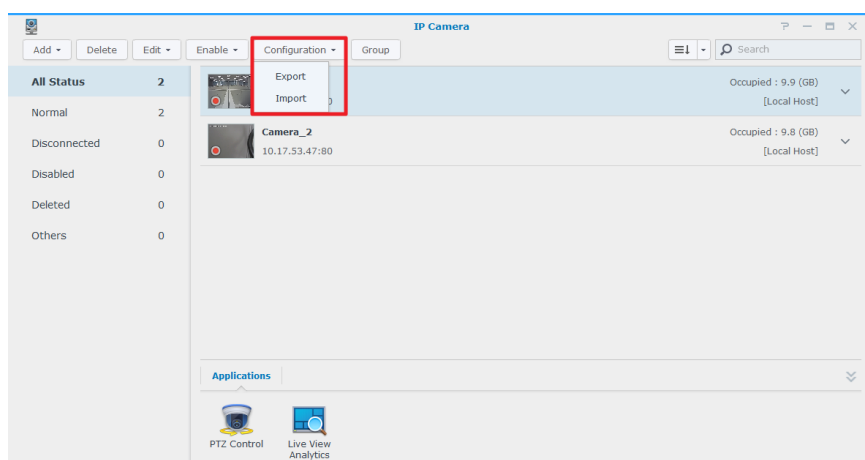 IP Camera
Add Delete Edit Enable Configuration Group Search
All Status 2
Normal 2
Disconnected 0
Disabled 0
Deleted 0
Others 0
Export
Import
Occupied : 9.9 (GB)
[Local Host]
Camera_2
10.17.53.47:80
Occupied : 9.8 (GB)
[Local Host]
Applications
PTZ Control
Live View
Analytics